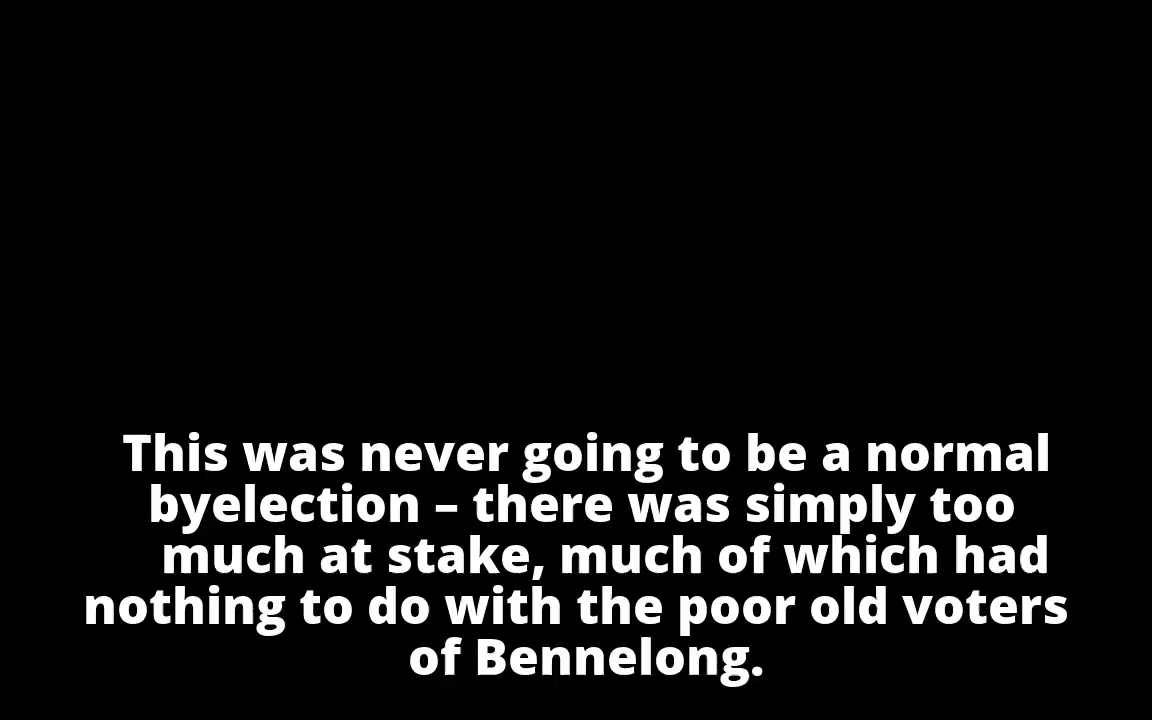 This was never going to be a normal
byelection – there was simply too
much at stake, much of which had
nothing to do with the poor old voters
of Bennelong.